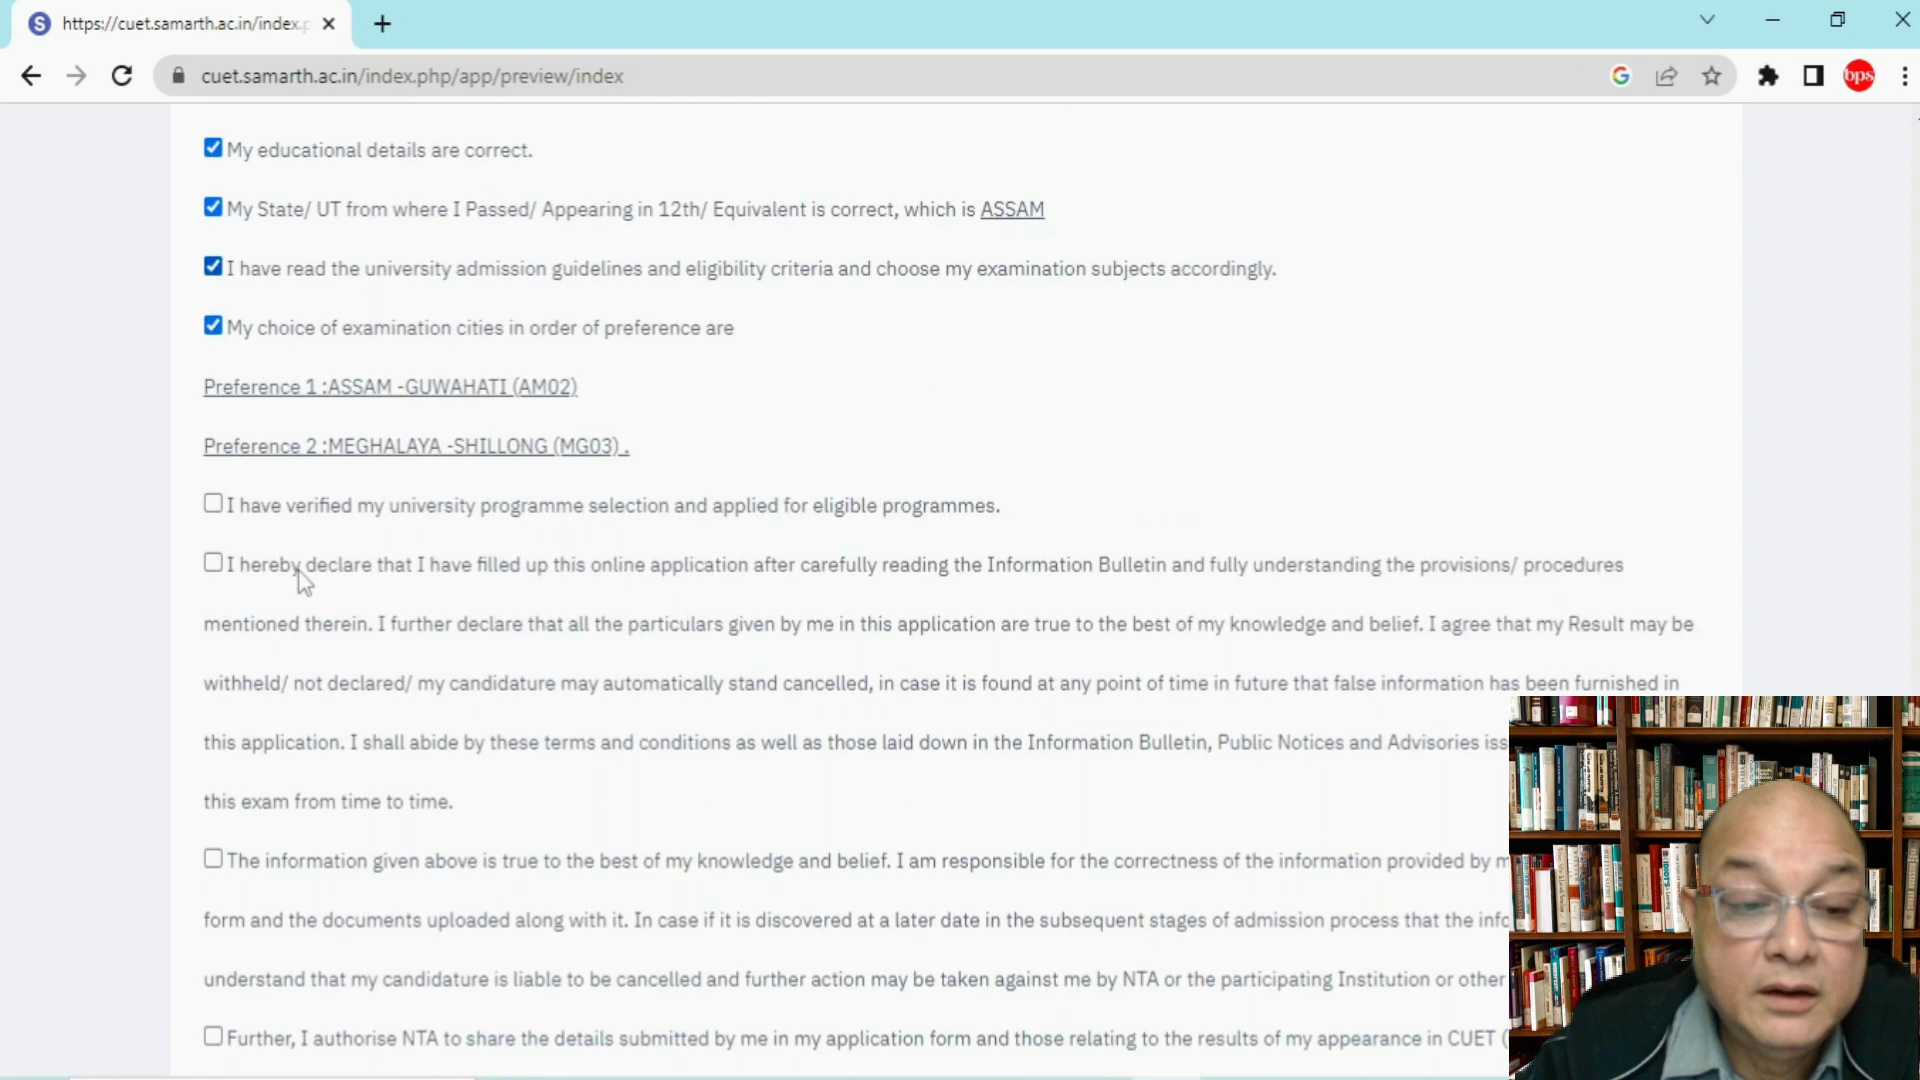 S https://cuet.samarth.ac.in/index.p
cuet.samarth.ac.in/index.php/app/preview/index
bps
My educational details are correct.
My State/ UT from where I Passed/ Appearing in 12th/ Equivalent is correct, which is ASSAM
I have read the university admission guidelines and eligibility criteria and choose my examination subjects accordingly.
My choice of examination cities in order of preference are
Preference 1 :ASSAM -GUWAHATI (AM02)
Preference 2 :MEGHALAYA -SHILLONG (MG03) .
I have verified my university programme selection and applied for eligible programmes.
I hereby declare that I have filled up this online application after carefully reading the Information Bulletin and fully understanding the provisions/ procedures
mentioned therein. I further declare that all the particulars given by me in this application are true to the best of my knowledge and belief. I agree that my Result may be
withheld/ not declared/ my candidature may automatically stand cancelled, in case it is found at any point of time in future that false information has been furnished in
this application. I shall abide by these terms and conditions as well as those laid down in the Information Bulletin, Public Notices and Advisories iss
this exam from time to time.
The information given above is true to the best of my knowledge and belief. I am responsible for the correctness of the information provided by m
form and the documents uploaded along with it. In case if it is discovered at a later date in the subsequent stages of admission process that the info
understand that my candidature is liable to be cancelled and further action may be taken against me by NTA or the participating Institution or other
Further, I authorise NTA to share the details submitted by me in my application form and those relating to the results of my appearance in CUET (